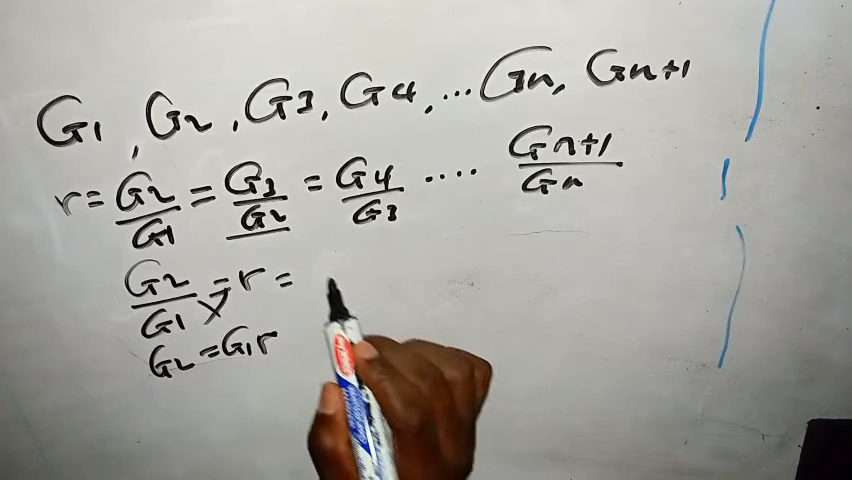 G1, G2, G3, G4, ... Gn, Gn+1
r = G2/G1 = G3/G2 = G4/G3 .... Gn+1/Gn
G2/G1 = r =
G2 = G1r